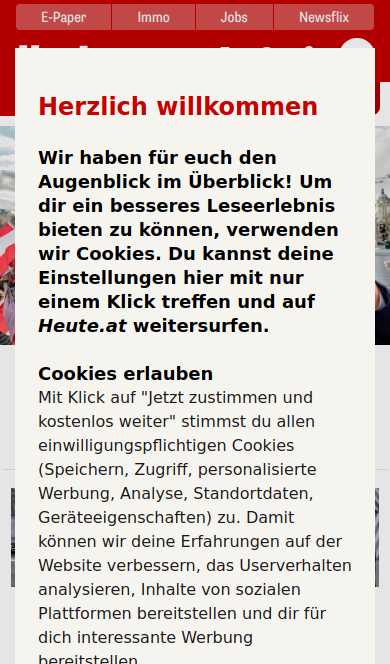 E-Paper
Immo
Jobs
Newsflix
Herzlich willkommen
Wir haben für euch den
Augenblick im Überblick! Um
dir ein besseres Leseerlebnis
bieten zu können, verwenden
wir Cookies. Du kannst deine
Einstellungen hier mit nur
einem Klick treffen und auf
Heute.at weitersurfen.
Cookies erlauben
Mit Klick auf "Jetzt zustimmen und
kostenlos weiter" stimmst du allen
einwilligungspflichtigen Cookies
(Speichern, Zugriff, personalisierte
Werbung, Analyse, Standortdaten,
Geräteeigenschaften) zu. Damit
können wir deine Erfahrungen auf der
Website verbessern, das Userverhalten
analysieren, Inhalte von sozialen
Plattformen bereitstellen und dir für
dich interessante Werbung
bereitstellen